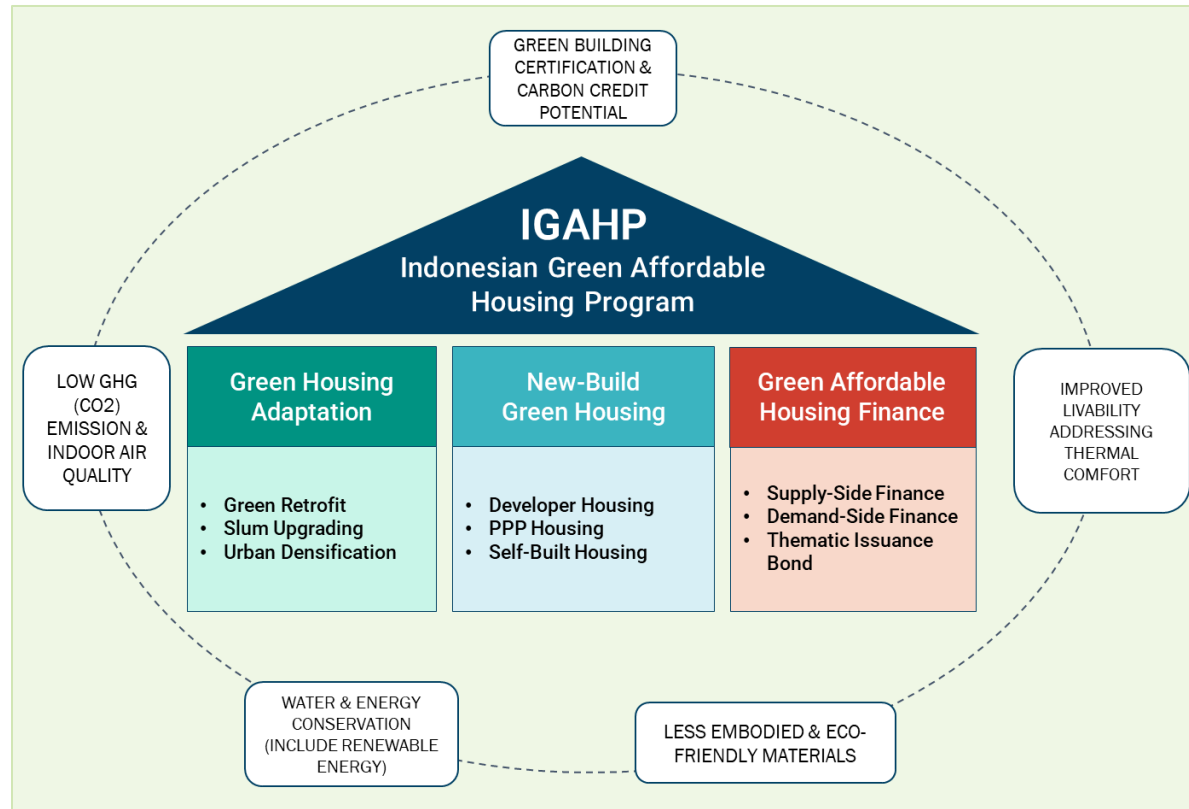 GREEN BUILDING
CERTIFICATION &
CARBON CREDIT
POTENTIAL
IGAHP
Indonesian Green Affordable
Housing Program
LOW GHG
(CO2)
EMISSION &
INDOOR AIR
QUALITY
Green Housing
Adaptation
• Green Retrofit
• Slum Upgrading
• Urban Densification
New-Build
Green Housing
• Developer Housing
• PPP Housing
• Self-Built Housing
Green Affordable
Housing Finance
• Supply-Side Finance
• Demand-Side Finance
• Thematic Issuance
Bond
IMPROVED
LIVABILITY
ADDRESSING
THERMAL
COMFORT
WATER & ENERGY
CONSERVATION
(INCLUDE RENEWABLE
ENERGY)
LESS EMBODIED & ECO-
FRIENDLY MATERIALS